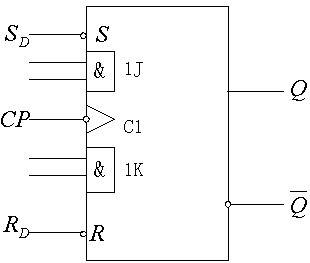 S_D S
& 1J
Q
CP C1
& 1K
Q̅
R_D R